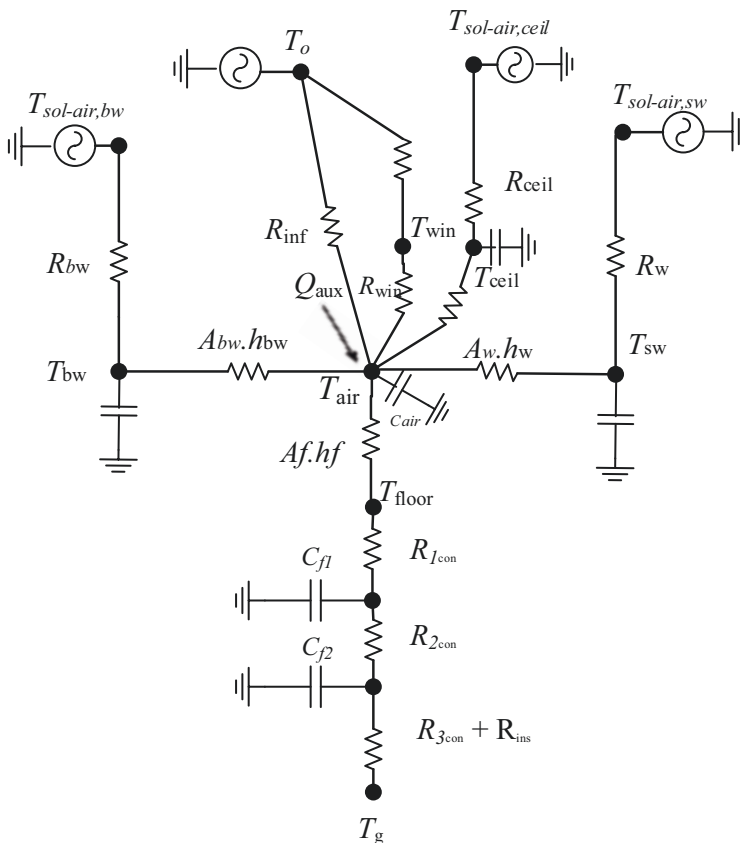 T_o
T_sol-air,ceil
T_sol-air,bw
T_sol-air,sw
R_ceil
R_inf
T_win
R_bw
R_w
Q_aux
R_win
T_ceil
A_bw.h_bw
A_w.h_w
T_sw
T_bw
T_air
C_air
Af.hf
T_floor
R_1con
C_f1
R_2con
C_f2
R_3con + R_ins
T_g